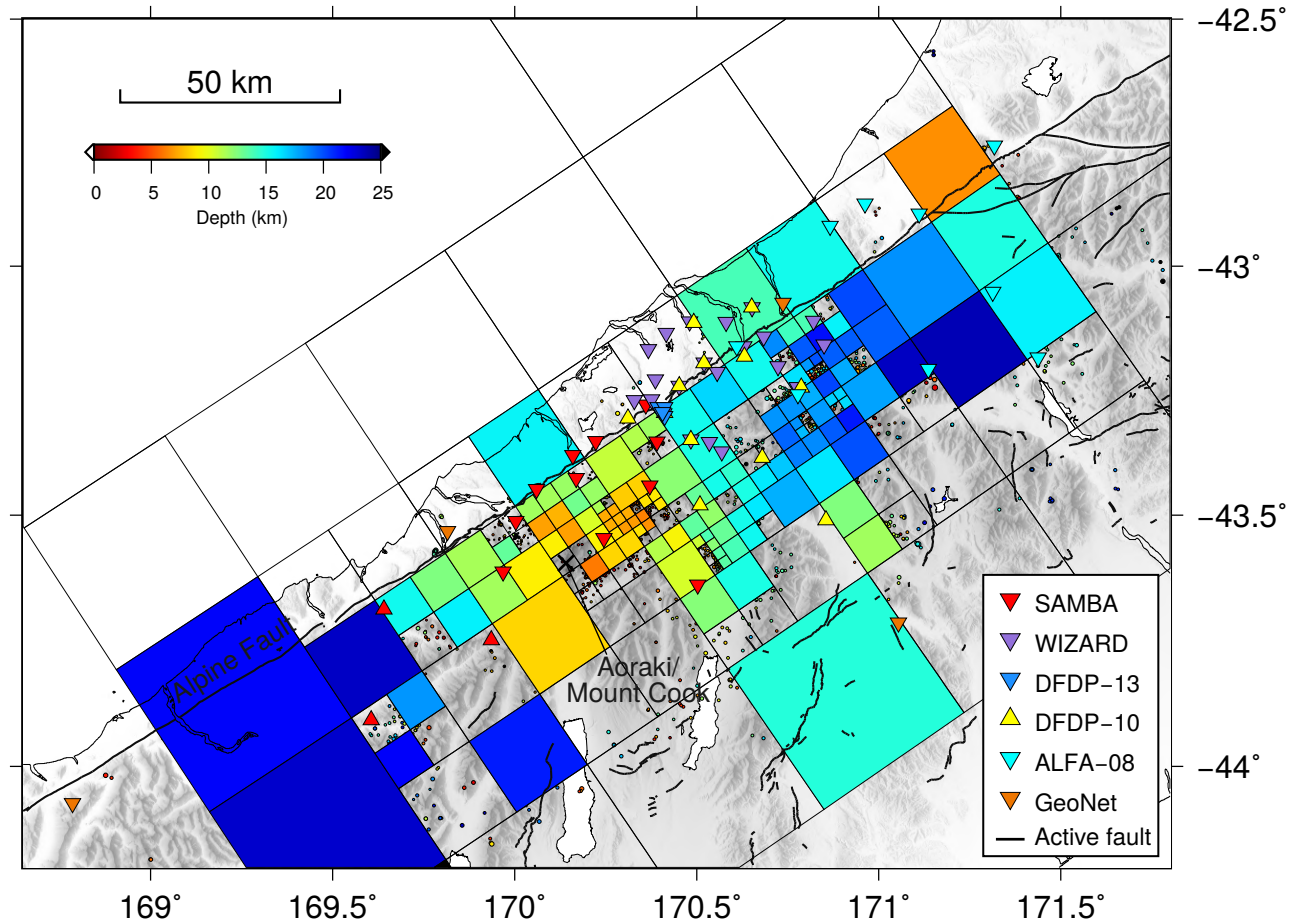 −42.5°
50 km
0 5 10 15 20 25
Depth (km)
−43°
−43.5°
SAMBA
WIZARD
DFDP−13
DFDP−10
ALFA−08
GeoNet
Active fault
Alpine Fault
Aoraki/
Mount Cook
−44°
169° 169.5° 170° 170.5° 171° 171.5°